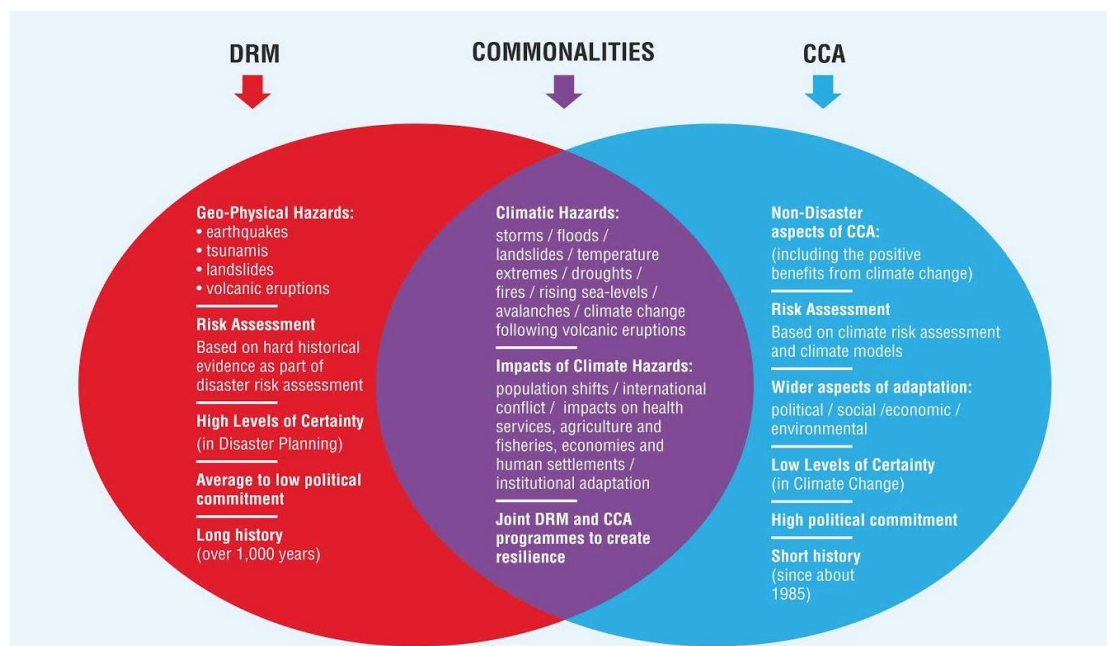 DRM
COMMONALITIES
CCA
Geo-Physical Hazards:
• earthquakes
• tsunamis
• landslides
• volcanic eruptions
Risk Assessment
Based on hard historical
evidence as part of
disaster risk assessment
High Levels of Certainty
(in Disaster Planning)
Average to low political
commitment
Long history
(over 1,000 years)
Climatic Hazards:
storms / floods /
landslides / temperature
extremes / droughts /
fires / rising sea-levels /
avalanches / climate change
following volcanic eruptions
Impacts of Climate Hazards:
population shifts / international
conflict /  impacts on health
services, agriculture and
fisheries, economies and
human settlements /
institutional adaptation
Joint DRM and CCA
programmes to create
resilience
Non-Disaster
aspects of CCA:
(including the positive
benefits from climate change)
Risk Assessment
Based on climate risk assessment
and climate models
Wider aspects of adaptation:
political / social /economic /
environmental
Low Levels of Certainty
(in Climate Change)
High political commitment
Short history
(since about
1985)